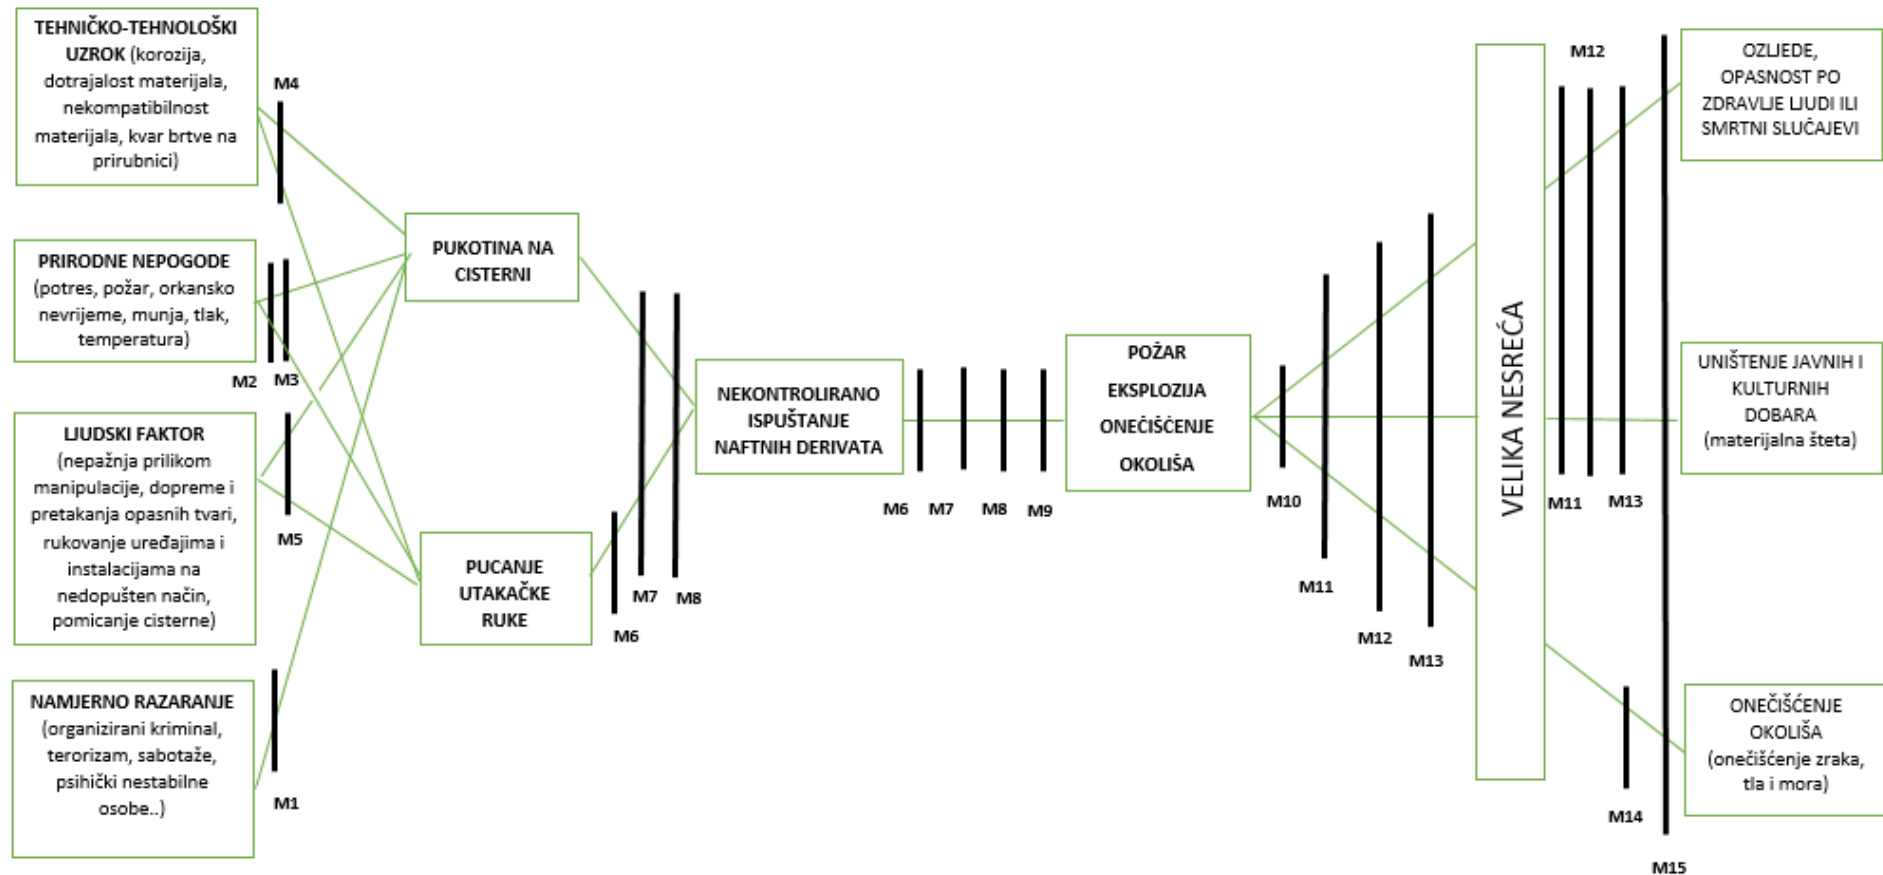 TEHNIČKO-TEHNOLOŠKI
UZROK (korozija,
dotrajalost materijala,
nekompatibilnost
materijala, kvar brtve na
prirubnici)
M4
PRIRODNE NEPOGODE
(potres, požar, orkansko
nevrijeme, munja, tlak,
temperatura)
M2
M3
LJUDSKI FAKTOR
(nepažnja prilikom
manipulacije, dopreme i
pretakanja opasnih tvari,
rukovanje uređajima i
instalacijama na
nedopušten način,
pomicanje cisterne)
M5
NAMJERNO RAZARANJE
(organizirani kriminal,
terorizam, sabotaže,
psihički nestabilne
osobe..)
M1
PUKOTINA NA
CISTERNI
PUCANJE
UTAKAČKE
RUKE
M6
M7
M8
NEKONTROLIRANO
ISPUŠTANJE
NAFTNIH DERIVATA
M6
M7
M8
M9
POŽAR
EKSPLOZIJA
ONEČIŠĆENJE
OKOLIŠA
M10
M11
M12
M13
VELIKA NESREĆA
M12
M11
M13
M14
M15
OZLJEDE,
OPASNOST PO
ZDRAVLJE LJUDI ILI
SMRTNI SLUČAJEVI
UNIŠTENJE JAVNIH I
KULTURNIH
DOBARA
(materijalna šteta)
ONEČIŠĆENJE
OKOLIŠA
(onečišćenje zraka,
tla i mora)